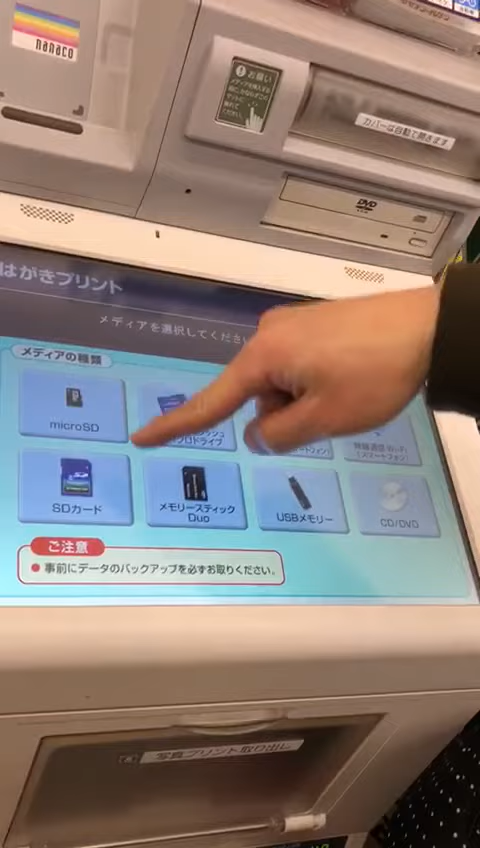 nanaco
お願い
カバーは自動で開きます
DVD
はがきプリント
メディアを選択してください
メディアの種類
microSD
SDカード
メモリースティック
Duo
USBメモリー
CD/DVD
ご注意
● 事前にデータのバックアップを必ずお取りください。
写真プリント取り出し